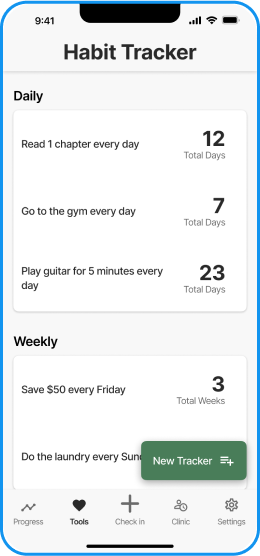 9:41
Habit Tracker
Daily
Read 1 chapter every day
12
Total Days
Go to the gym every day
7
Total Days
Play guitar for 5 minutes every
day
23
Total Days
Weekly
Save $50 every Friday
3
Total Weeks
Do the laundry every
New Tracker
Progress
Tools
Check in
Clinic
Settings